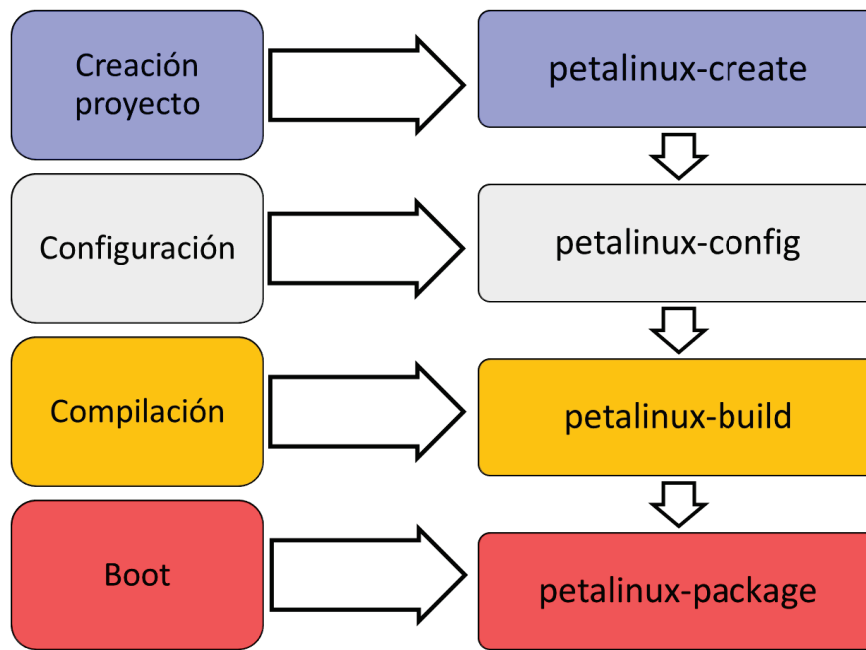 Creación
proyecto
petalinux-create
Configuración
petalinux-config
Compilación
petalinux-build
Boot
petalinux-package